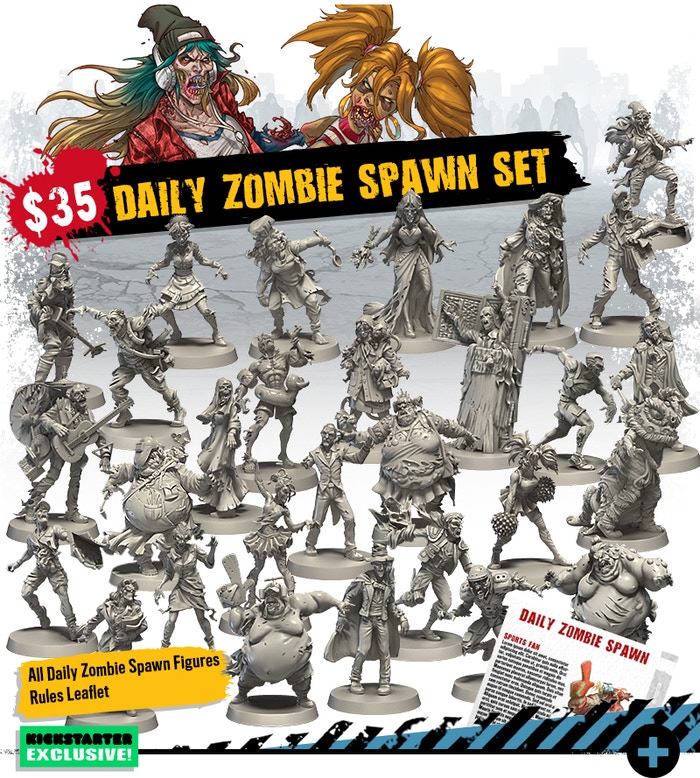 $35
DAILY ZOMBIE SPAWN SET
All Daily Zombie Spawn Figures
Rules Leaflet
DAILY ZOMBIE SPAWN
SPORTS FAN
KICKSTARTER
EXCLUSIVE!